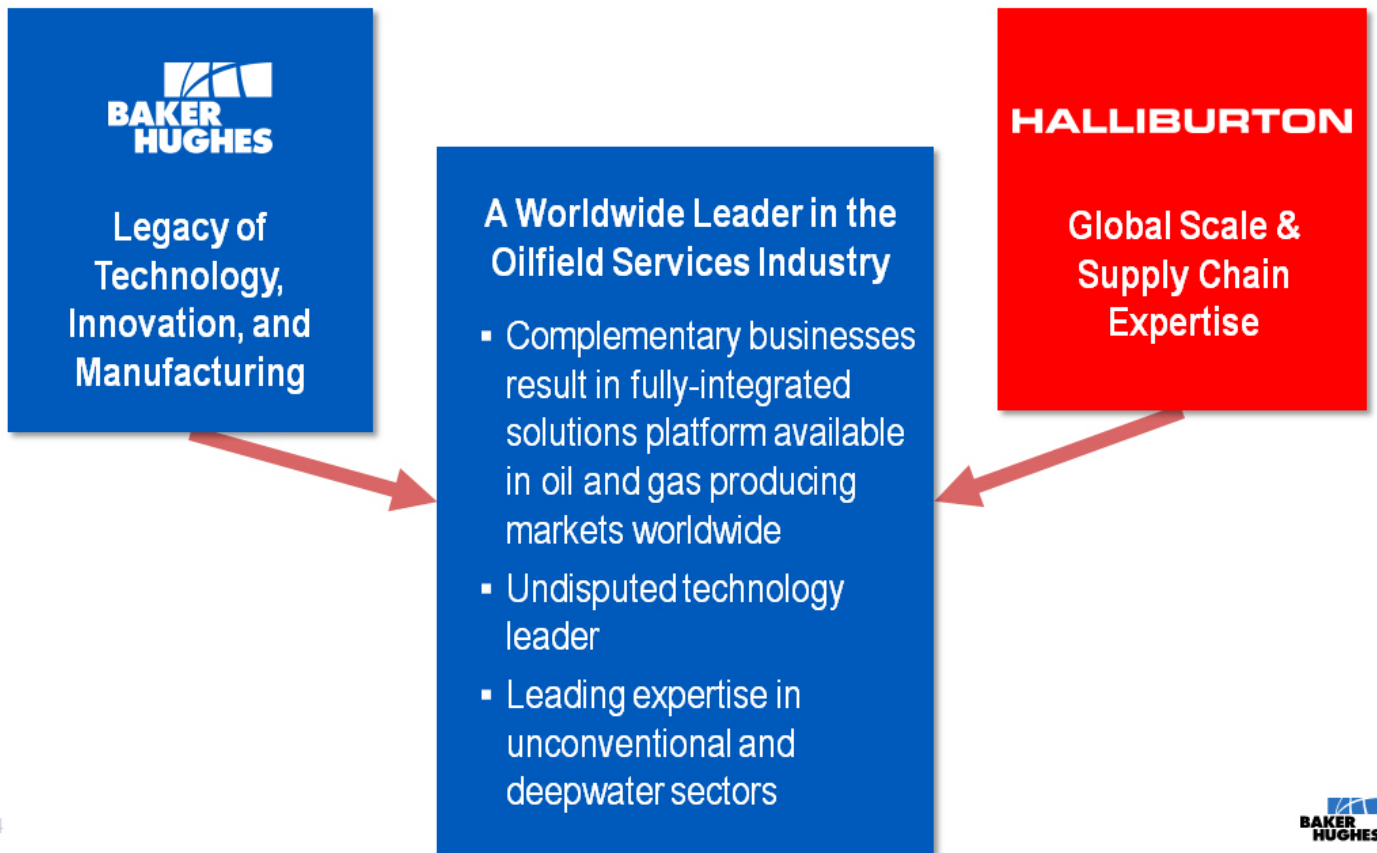 BAKER
HUGHES
Legacy of
Technology,
Innovation, and
Manufacturing
A Worldwide Leader in the
Oilfield Services Industry
▪ Complementary businesses
result in fully-integrated
solutions platform available
in oil and gas producing
markets worldwide
▪ Undisputed technology
leader
▪ Leading expertise in
unconventional and
deepwater sectors
HALLIBURTON
Global Scale &
Supply Chain
Expertise
4
BAKER
HUGHES